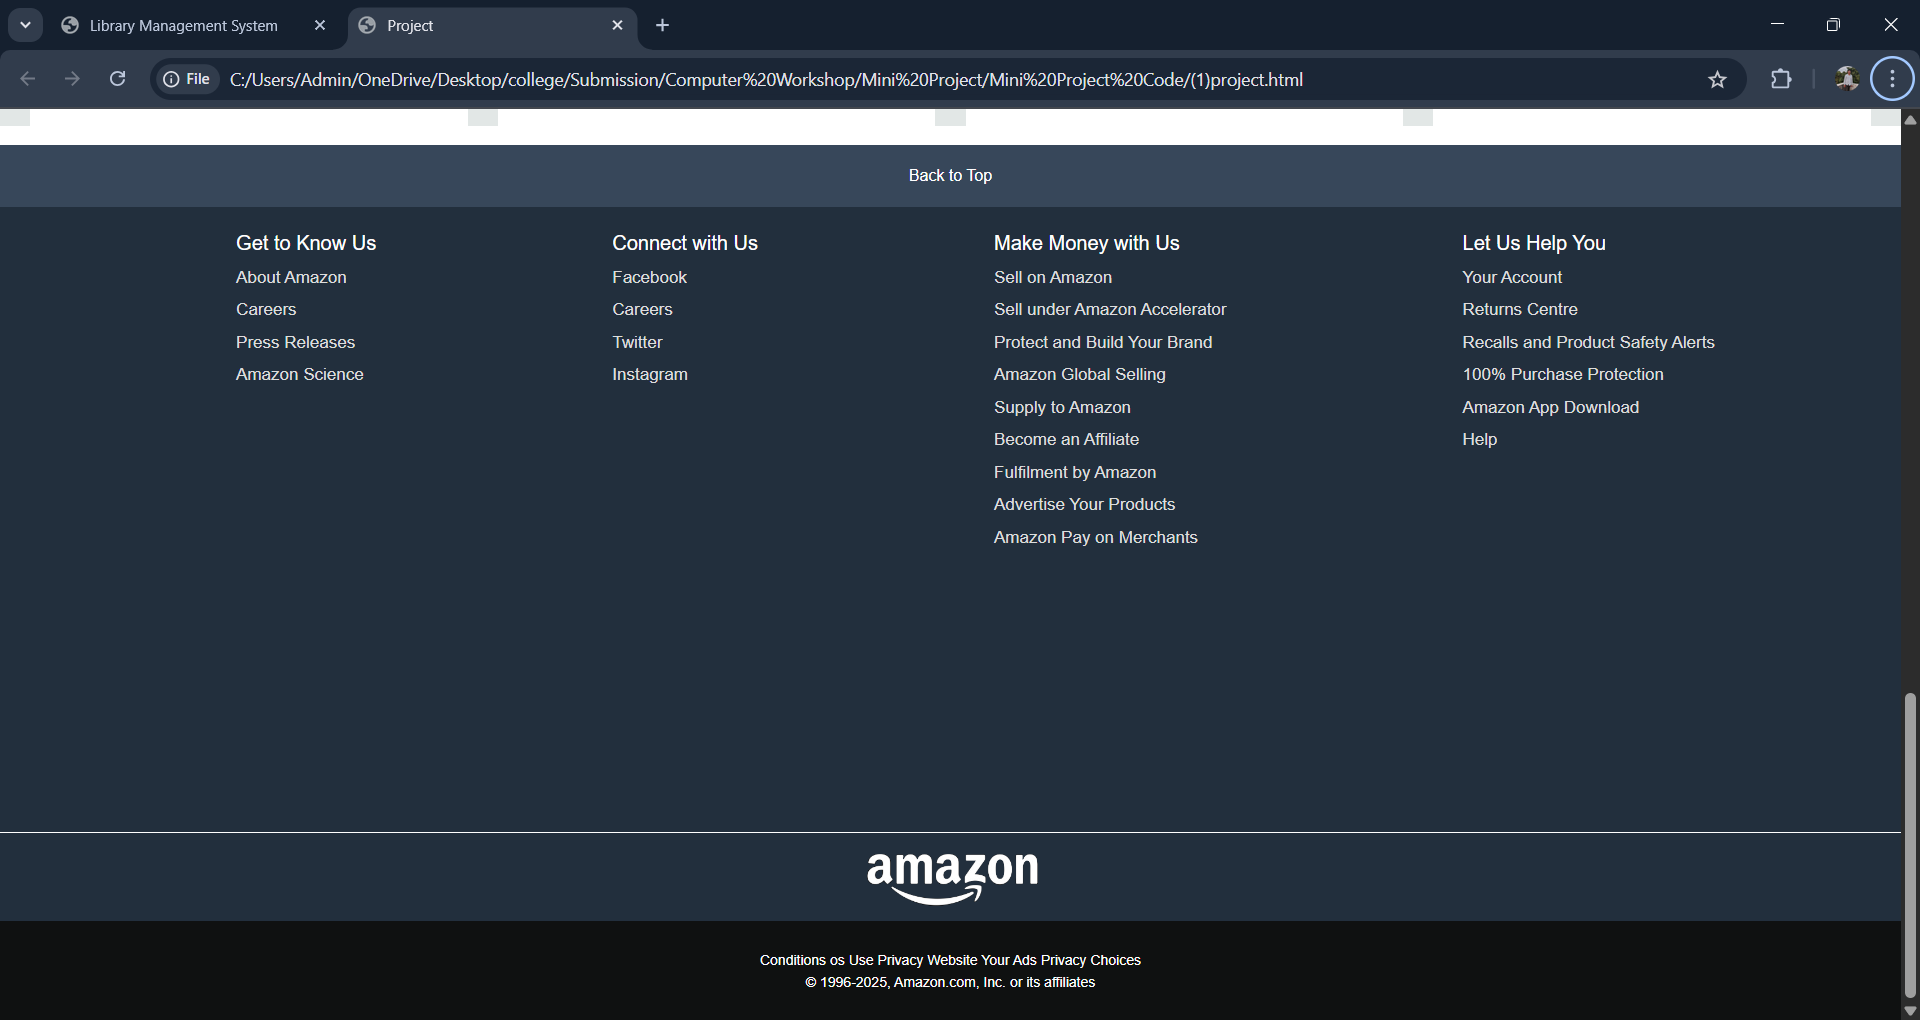 Library Management System
Project
File
C:/Users/Admin/OneDrive/Desktop/college/Submission/Computer%20Workshop/Mini%20Project/Mini%20Project%20Code/(1)project.html
Back to Top
Get to Know Us
About Amazon
Careers
Press Releases
Amazon Science
Connect with Us
Facebook
Careers
Twitter
Instagram
Make Money with Us
Sell on Amazon
Sell under Amazon Accelerator
Protect and Build Your Brand
Amazon Global Selling
Supply to Amazon
Become an Affiliate
Fulfilment by Amazon
Advertise Your Products
Amazon Pay on Merchants
Let Us Help You
Your Account
Returns Centre
Recalls and Product Safety Alerts
100% Purchase Protection
Amazon App Download
Help
amazon
Conditions os Use Privacy Website Your Ads Privacy Choices
© 1996-2025, Amazon.com, Inc. or its affiliates